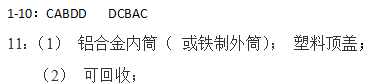 1-10：CABDD DCBAC
11：（1） 铝合金内筒（ 或铁制外筒）； 塑料顶盖；
（2） 可回收；